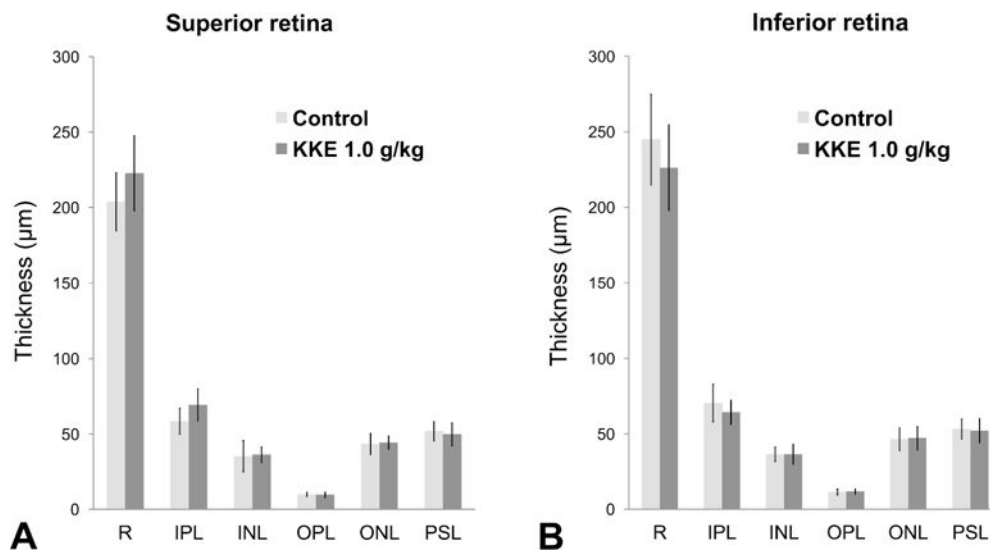 Superior retina
300
250
200
150
100
50
0
Thickness (µm)
Control
KKE 1.0 g/kg
R IPL INL OPL ONL PSL
A
Inferior retina
300
250
200
150
100
50
0
Thickness (µm)
Control
KKE 1.0 g/kg
R IPL INL OPL ONL PSL
B